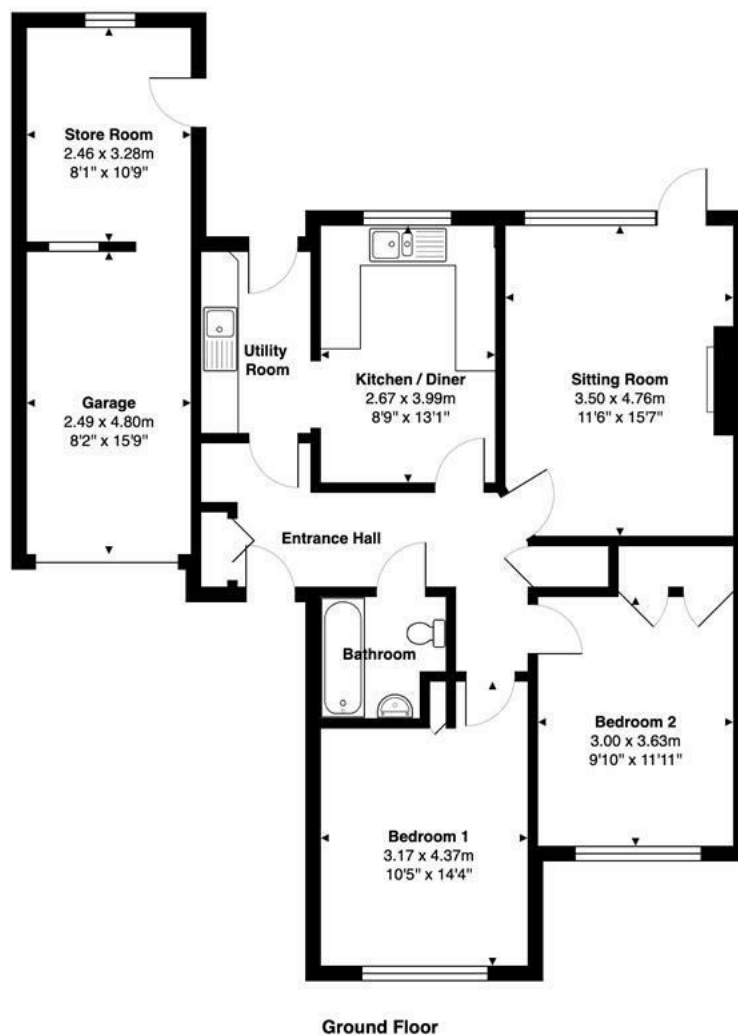 Store Room
2.46 x 3.28m
8'1" x 10'9"
Utility
Room
Kitchen / Diner
2.67 x 3.99m
8'9" x 13'1"
Sitting Room
3.50 x 4.76m
11'6" x 15'7"
Garage
2.49 x 4.80m
8'2" x 15'9"
Entrance Hall
Bathroom
Bedroom 2
3.00 x 3.63m
9'10" x 11'11"
Bedroom 1
3.17 x 4.37m
10'5" x 14'4"
Ground Floor